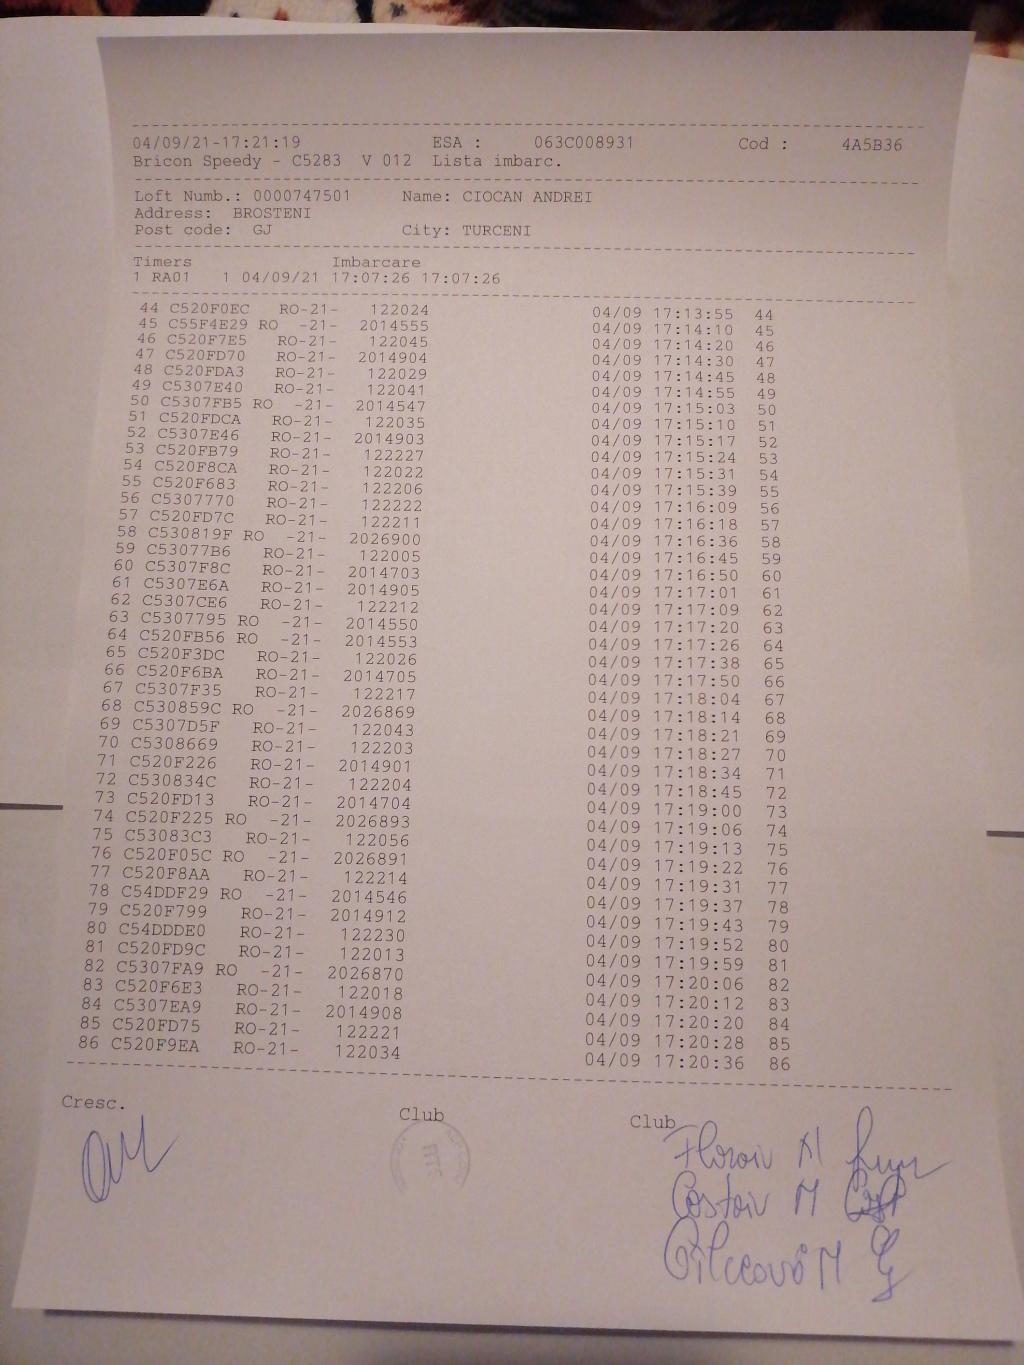 04/09/21-17:21:19 ESA : 063C008931 Cod : 4A5B36
Bricon Speedy - C5283 V 012 Lista imbarc.
Loft Numb.: 0000747501 Name: CIOCAN ANDREI
Address: BROSTENI
Post code: GJ City: TURCENI
Timers Imbarcare
1 RA01 1 04/09/21 17:07:26 17:07:26
44 C520F0EC RO-21- 122024 04/09 17:13:55 44
45 C55F4E29 RO -21- 2014555 04/09 17:14:10 45
46 C520F7E5 RO-21- 122045 04/09 17:14:20 46
47 C520FD70 RO-21- 2014904 04/09 17:14:30 47
48 C520FDA3 RO-21- 122029 04/09 17:14:45 48
49 C5307E40 RO-21- 122041 04/09 17:14:55 49
50 C5307FB5 RO -21- 2014547 04/09 17:15:03 50
51 C520FDCA RO-21- 122035 04/09 17:15:10 51
52 C5307E46 RO-21- 2014903 04/09 17:15:17 52
53 C520FB79 RO-21- 122227 04/09 17:15:24 53
54 C520F8CA RO-21- 122022 04/09 17:15:31 54
55 C520F683 RO-21- 122206 04/09 17:15:39 55
56 C5307770 RO-21- 122222 04/09 17:16:09 56
57 C520FD7C RO-21- 122211 04/09 17:16:18 57
58 C530819F RO -21- 2026900 04/09 17:16:36 58
59 C53077B6 RO-21- 122005 04/09 17:16:45 59
60 C5307F8C RO-21- 2014703 04/09 17:16:50 60
61 C5307E6A RO-21- 2014905 04/09 17:17:01 61
62 C5307CE6 RO-21- 122212 04/09 17:17:09 62
63 C5307795 RO -21- 2014550 04/09 17:17:20 63
64 C520FB56 RO -21- 2014553 04/09 17:17:26 64
65 C520F3DC RO-21- 122026 04/09 17:17:38 65
66 C520F6BA RO-21- 2014705 04/09 17:17:50 66
67 C5307F35 RO-21- 122217 04/09 17:18:04 67
68 C530859C RO -21- 2026869 04/09 17:18:14 68
69 C5307D5F RO-21- 122043 04/09 17:18:21 69
70 C5308669 RO-21- 122203 04/09 17:18:27 70
71 C520F226 RO-21- 2014901 04/09 17:18:34 71
72 C530834C RO-21- 122204 04/09 17:18:45 72
73 C520FD13 RO-21- 2014704 04/09 17:19:00 73
74 C520F225 RO -21- 2026893 04/09 17:19:06 74
75 C53083C3 RO-21- 122056 04/09 17:19:13 75
76 C520F05C RO -21- 2026891 04/09 17:19:22 76
77 C520F8AA RO-21- 122214 04/09 17:19:31 77
78 C54DDF29 RO -21- 2014546 04/09 17:19:37 78
79 C520F799 RO-21- 2014912 04/09 17:19:43 79
80 C54DDDE0 RO-21- 122230 04/09 17:19:52 80
81 C520FD9C RO-21- 122013 04/09 17:19:59 81
82 C5307FA9 RO -21- 2026870 04/09 17:20:06 82
83 C520F6E3 RO-21- 122018 04/09 17:20:12 83
84 C5307EA9 RO-21- 2014908 04/09 17:20:20 84
85 C520FD75 RO-21- 122221 04/09 17:20:28 85
86 C520F9EA RO-21- 122034 04/09 17:20:36 86
Cresc. Club Club
Floroiu M
Costoiu M